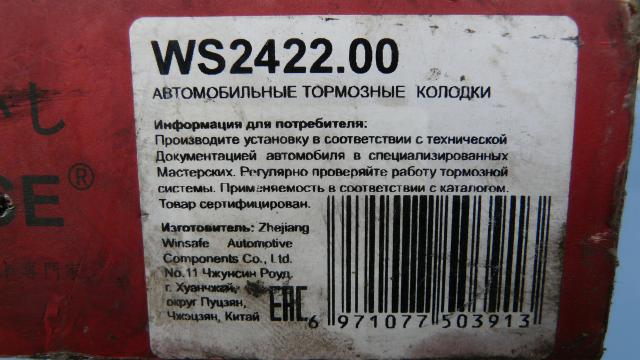 WS2422.00
АВТОМОБИЛЬНЫЕ ТОРМОЗНЫЕ КОЛОДКИ
Информация для потребителя:
Производите установку в соответствии с технической
Документацией автомобиля в специализированных
Мастерских. Регулярно проверяйте работу тормозной
системы. Применяемость в соответствии с каталогом.
Товар сертифицирован.
Изготовитель: Zhejiang
Winsafe Automotive
Components Co., Ltd.
No.11 Чжунсин Роуд,
г. Хуанчжай,
округ Пуцзян,
Чжэцзян, Китай
EAC
6 971077 503913